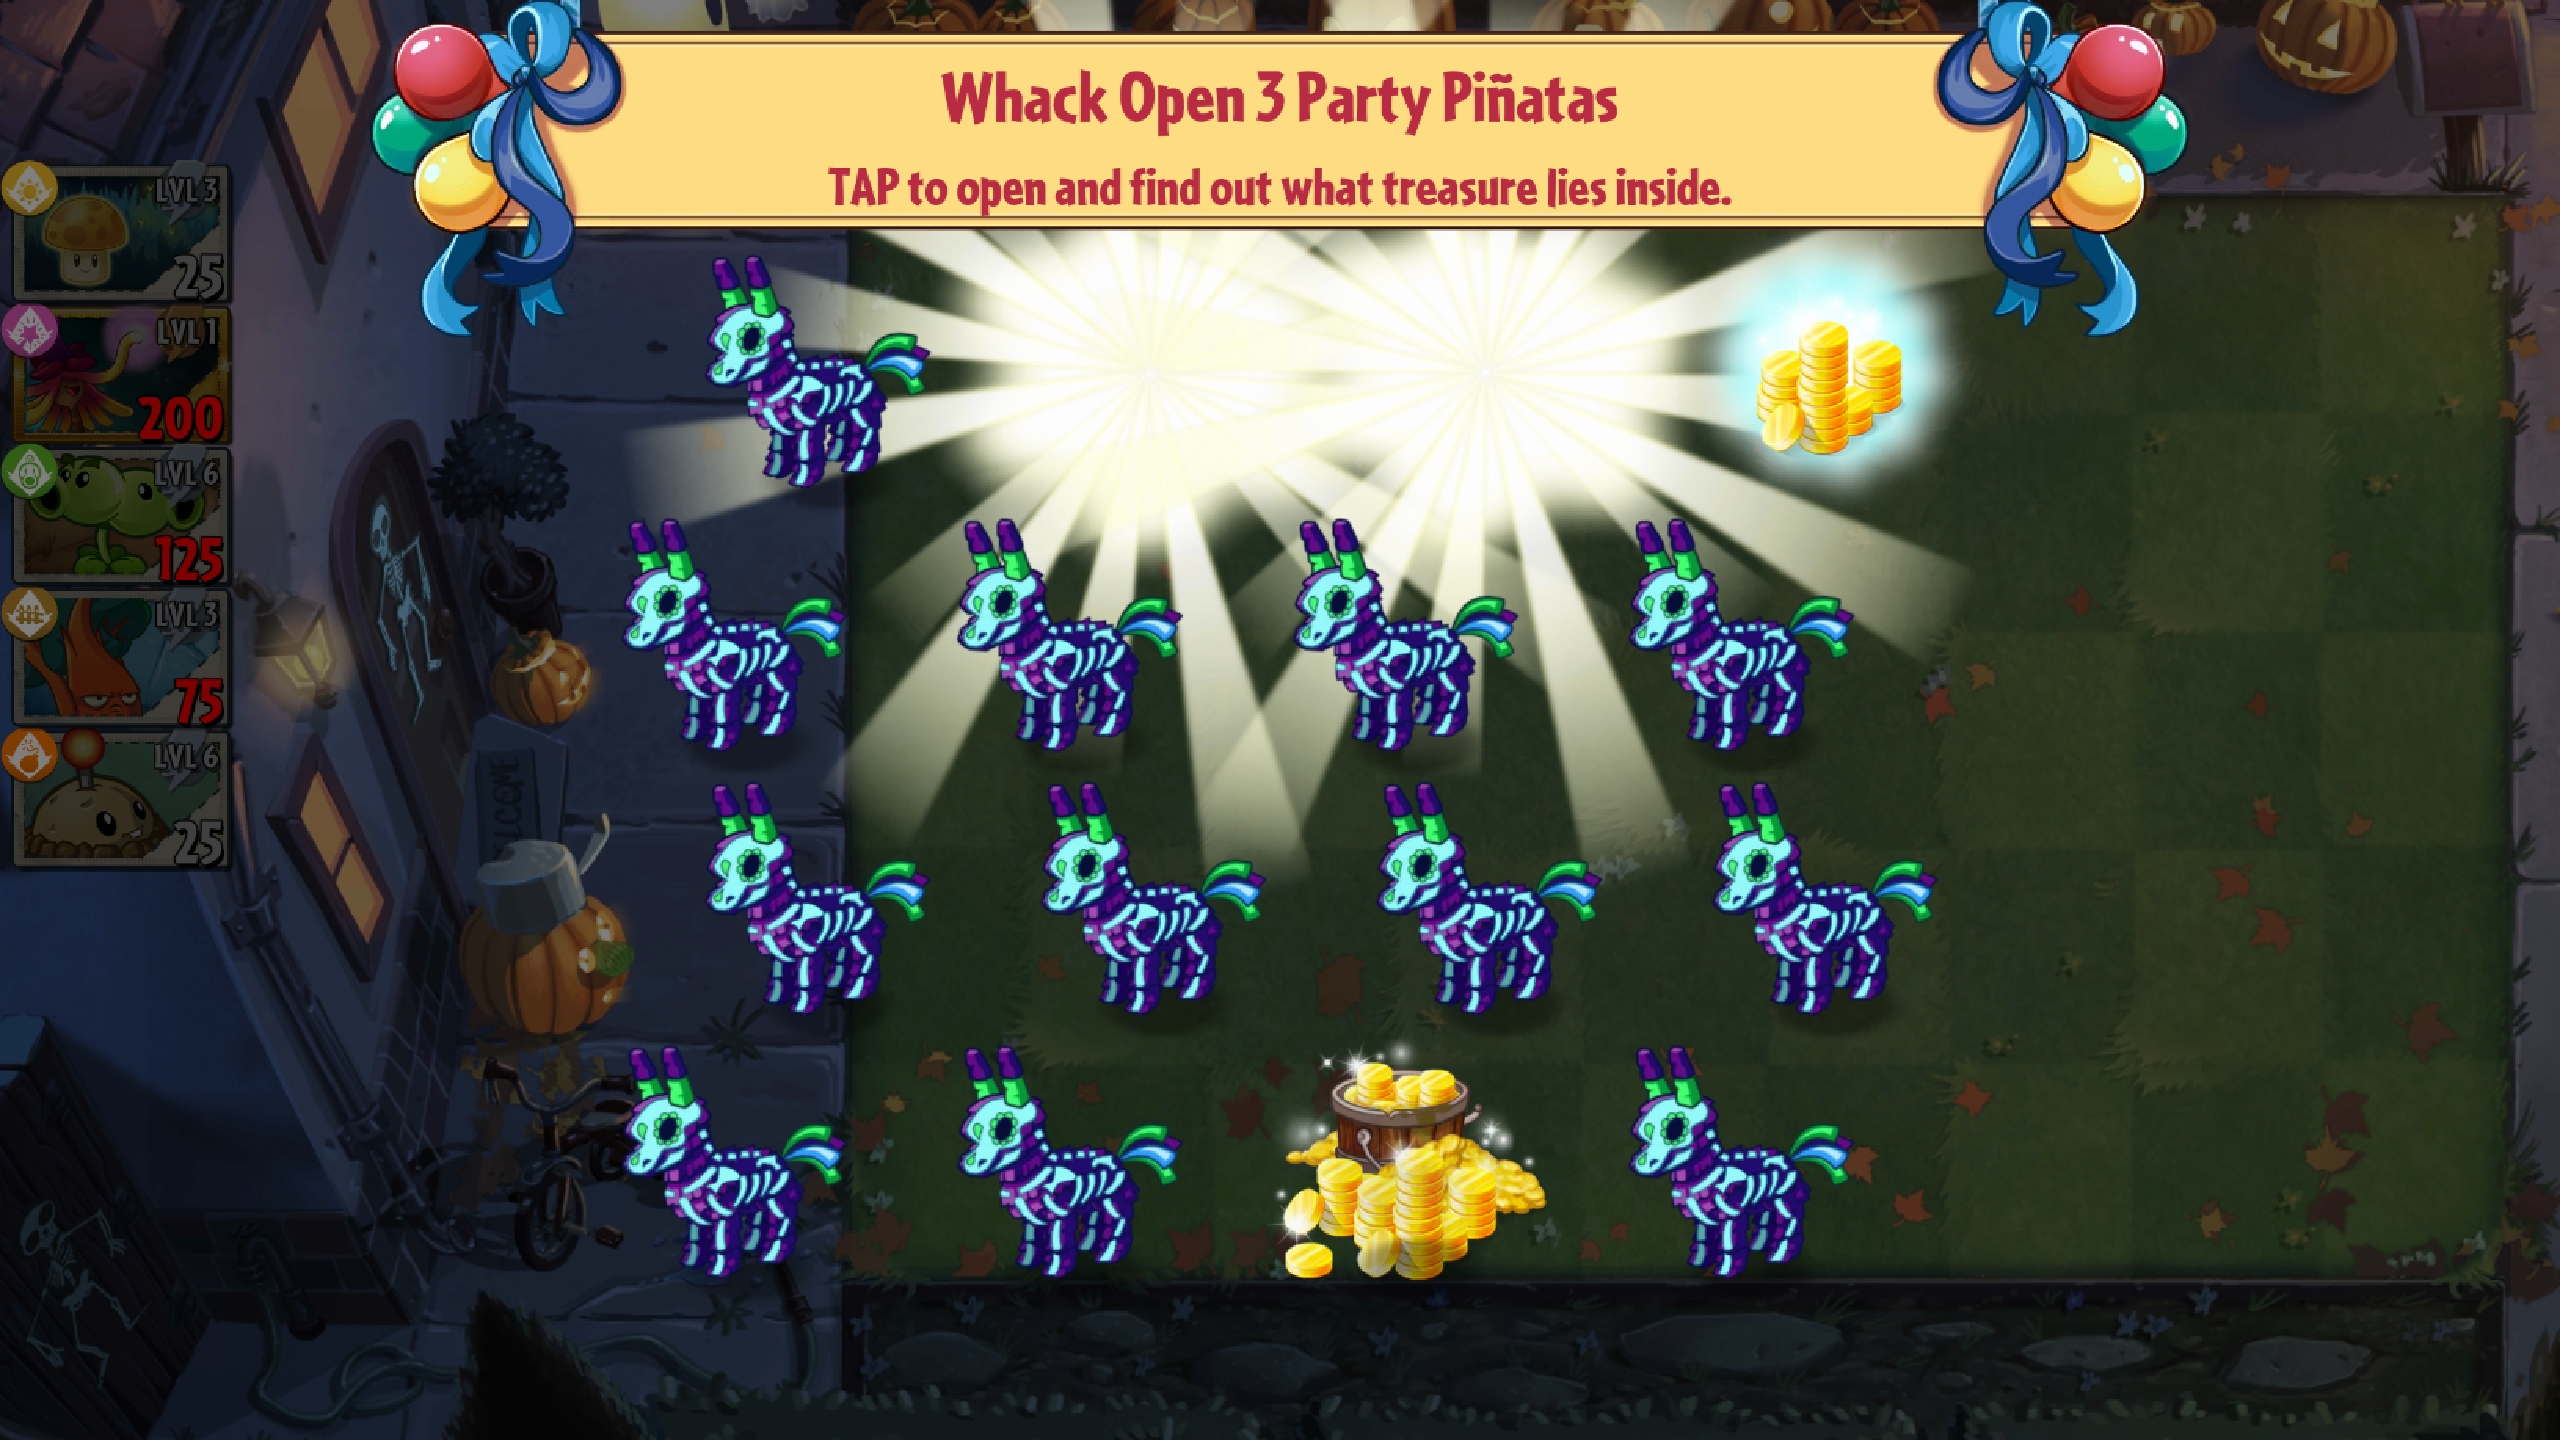 Whack Open 3 Party Piñatas
TAP to open and find out what treasure lies inside.
LVL 3
25
LVL 1
200
LVL 6
125
LVL 3
75
LVL 6
25